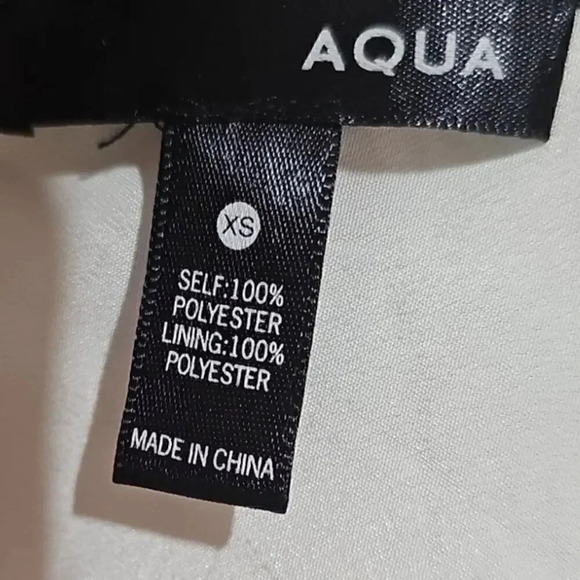 AQUA
XS
SELF:100%
POLYESTER
LINING:100%
POLYESTER
MADE IN CHINA